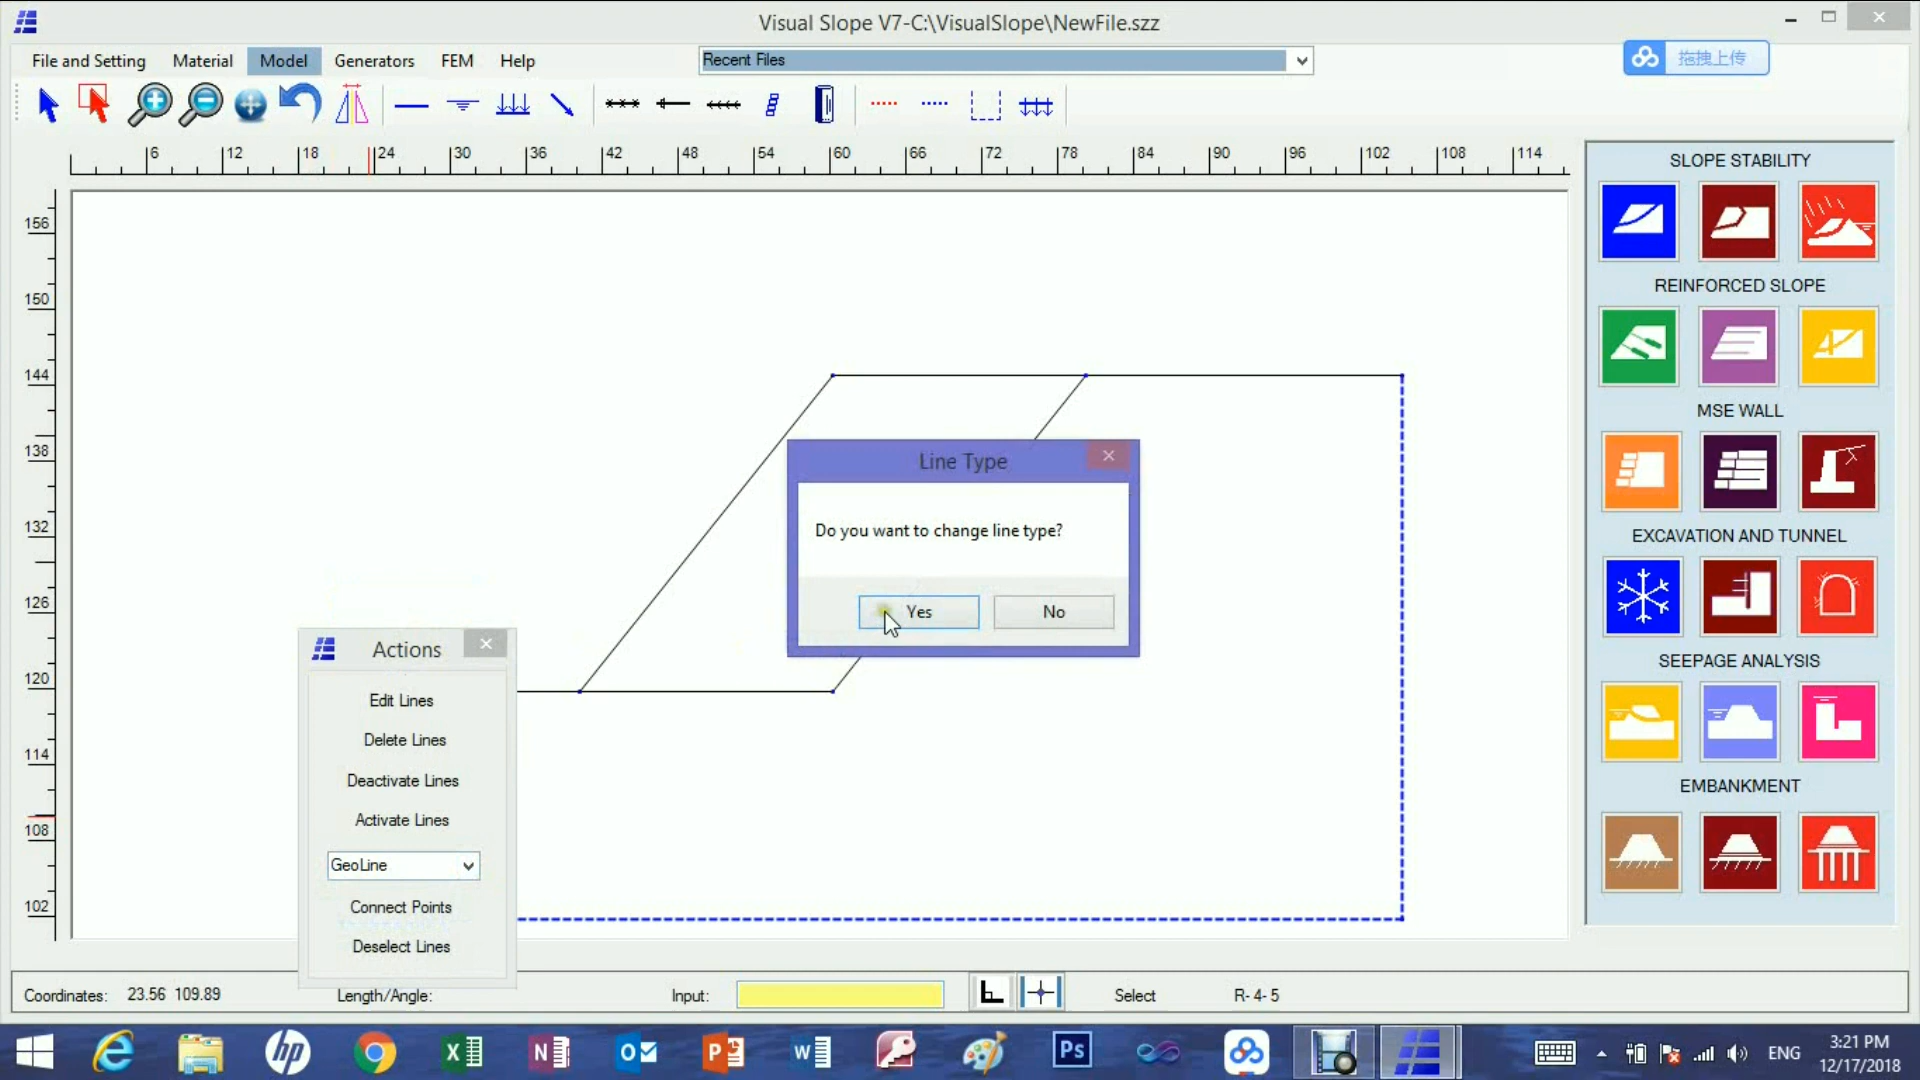 Visual Slope V7-C:\VisualSlope\NewFile.szz
File and Setting Material Model Generators FEM Help
Recent Files
拖拽上传
6 12 18 24 30 36 42 48 54 60 66 72 78 84 90 96 102 108 114
156
150
144
138
132
126
120
114
108
102
SLOPE STABILITY
REINFORCED SLOPE
MSE WALL
EXCAVATION AND TUNNEL
SEEPAGE ANALYSIS
EMBANKMENT
Line Type
Do you want to change line type?
Yes No
Actions
Edit Lines
Delete Lines
Deactivate Lines
Activate Lines
GeoLine
Connect Points
Deselect Lines
Coordinates: 23.56 109.89 Length/Angle: Input: Select R- 4- 5
ENG
3:21 PM
12/17/2018